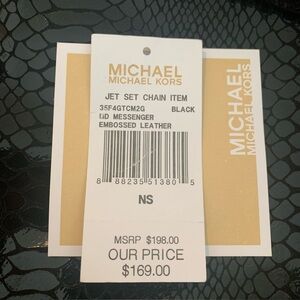 MICHAEL
MICHAEL KORS
JET SET CHAIN ITEM
35F4GTCM2G BLACK
MD MESSENGER
EMBOSSED LEATHER
8 88235 51380 5
NS
MSRP $198.00
OUR PRICE
$169.00
MICHAEL
MICHAEL KORS